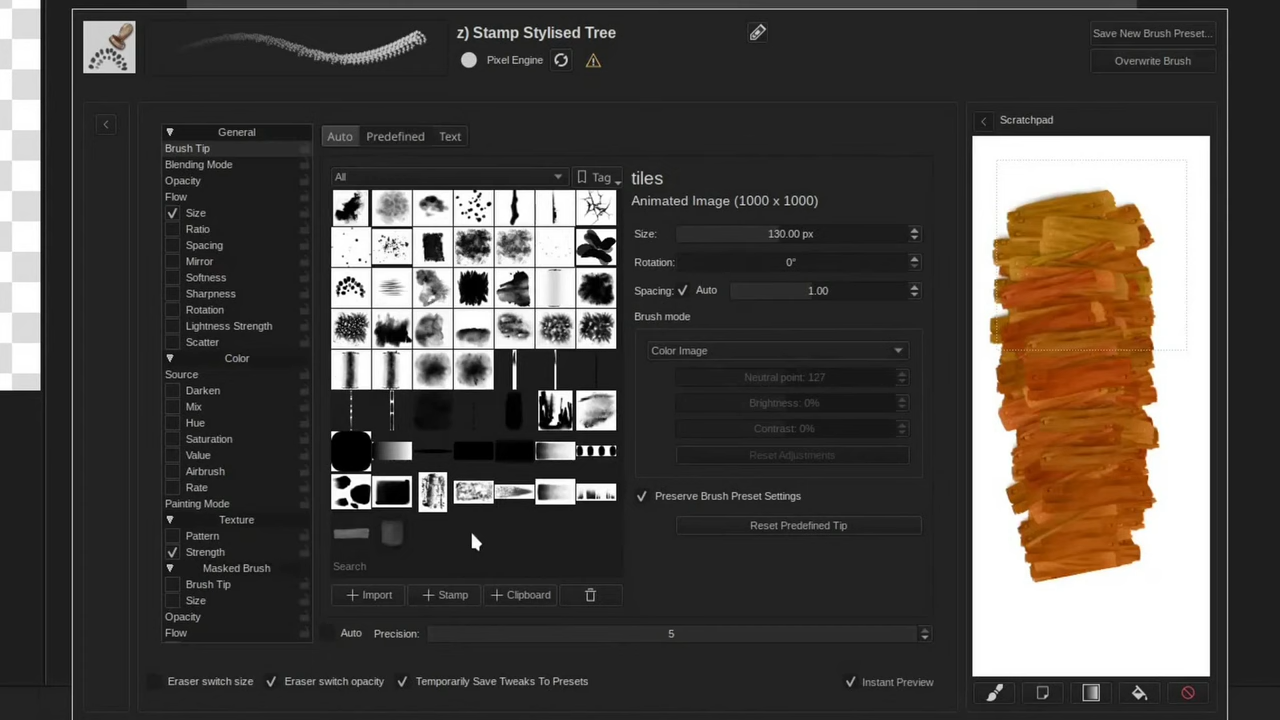 z) Stamp Stylised Tree
Pixel Engine
Save New Brush Preset...
Overwrite Brush
General
Brush Tip
Blending Mode
Opacity
Flow
Size
Ratio
Spacing
Mirror
Softness
Sharpness
Rotation
Lightness Strength
Scatter
Color
Source
Darken
Mix
Hue
Saturation
Value
Airbrush
Rate
Painting Mode
Texture
Pattern
Strength
Masked Brush
Brush Tip
Size
Opacity
Flow
Auto Predefined Text
All
Tag
Search
Import
Stamp
Clipboard
tiles
Animated Image (1000 x 1000)
Size: 130.00 px
Rotation: 0°
Spacing: Auto 1.00
Brush mode
Color Image
Neutral point: 127
Brightness: 0%
Contrast: 0%
Reset Adjustments
Preserve Brush Preset Settings
Reset Predefined Tip
Auto Precision: 5
Eraser switch size
Eraser switch opacity
Temporarily Save Tweaks To Presets
Instant Preview
Scratchpad